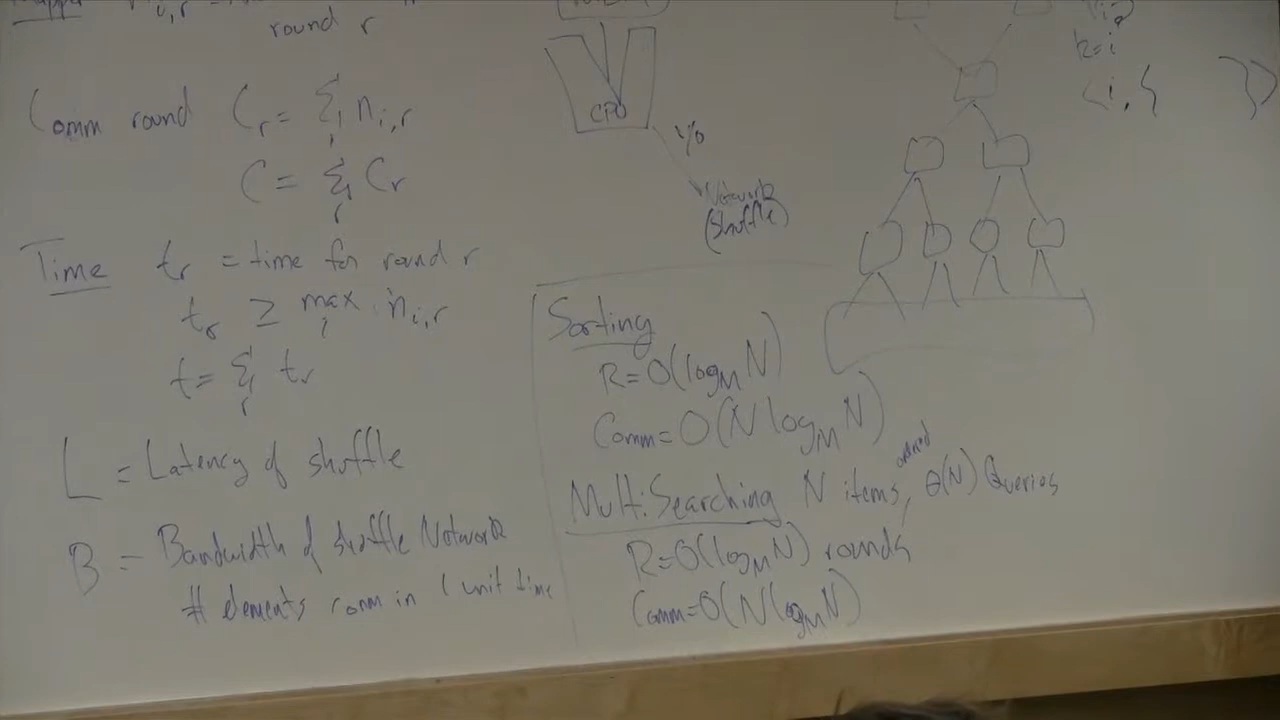 round r
Comm round C_r = Σ_i n_{i,r}
C = Σ_r C_r
Time t_r = time for round r
t_r ≥ max_i n_{i,r}
t = Σ_r t_r
L = Latency of shuffle
B = Bandwidth of shuffle Network
# elements comm in 1 unit time
CPU
I/O
Network
(shuffle)
k=i
<i, {
Sorting
R=O(log_M N)
Comm=O(N log_M N)
Multi-Searching N items, θ(N) Queries
R=O(log_M N) rounds
Comm=O(N log_M N)